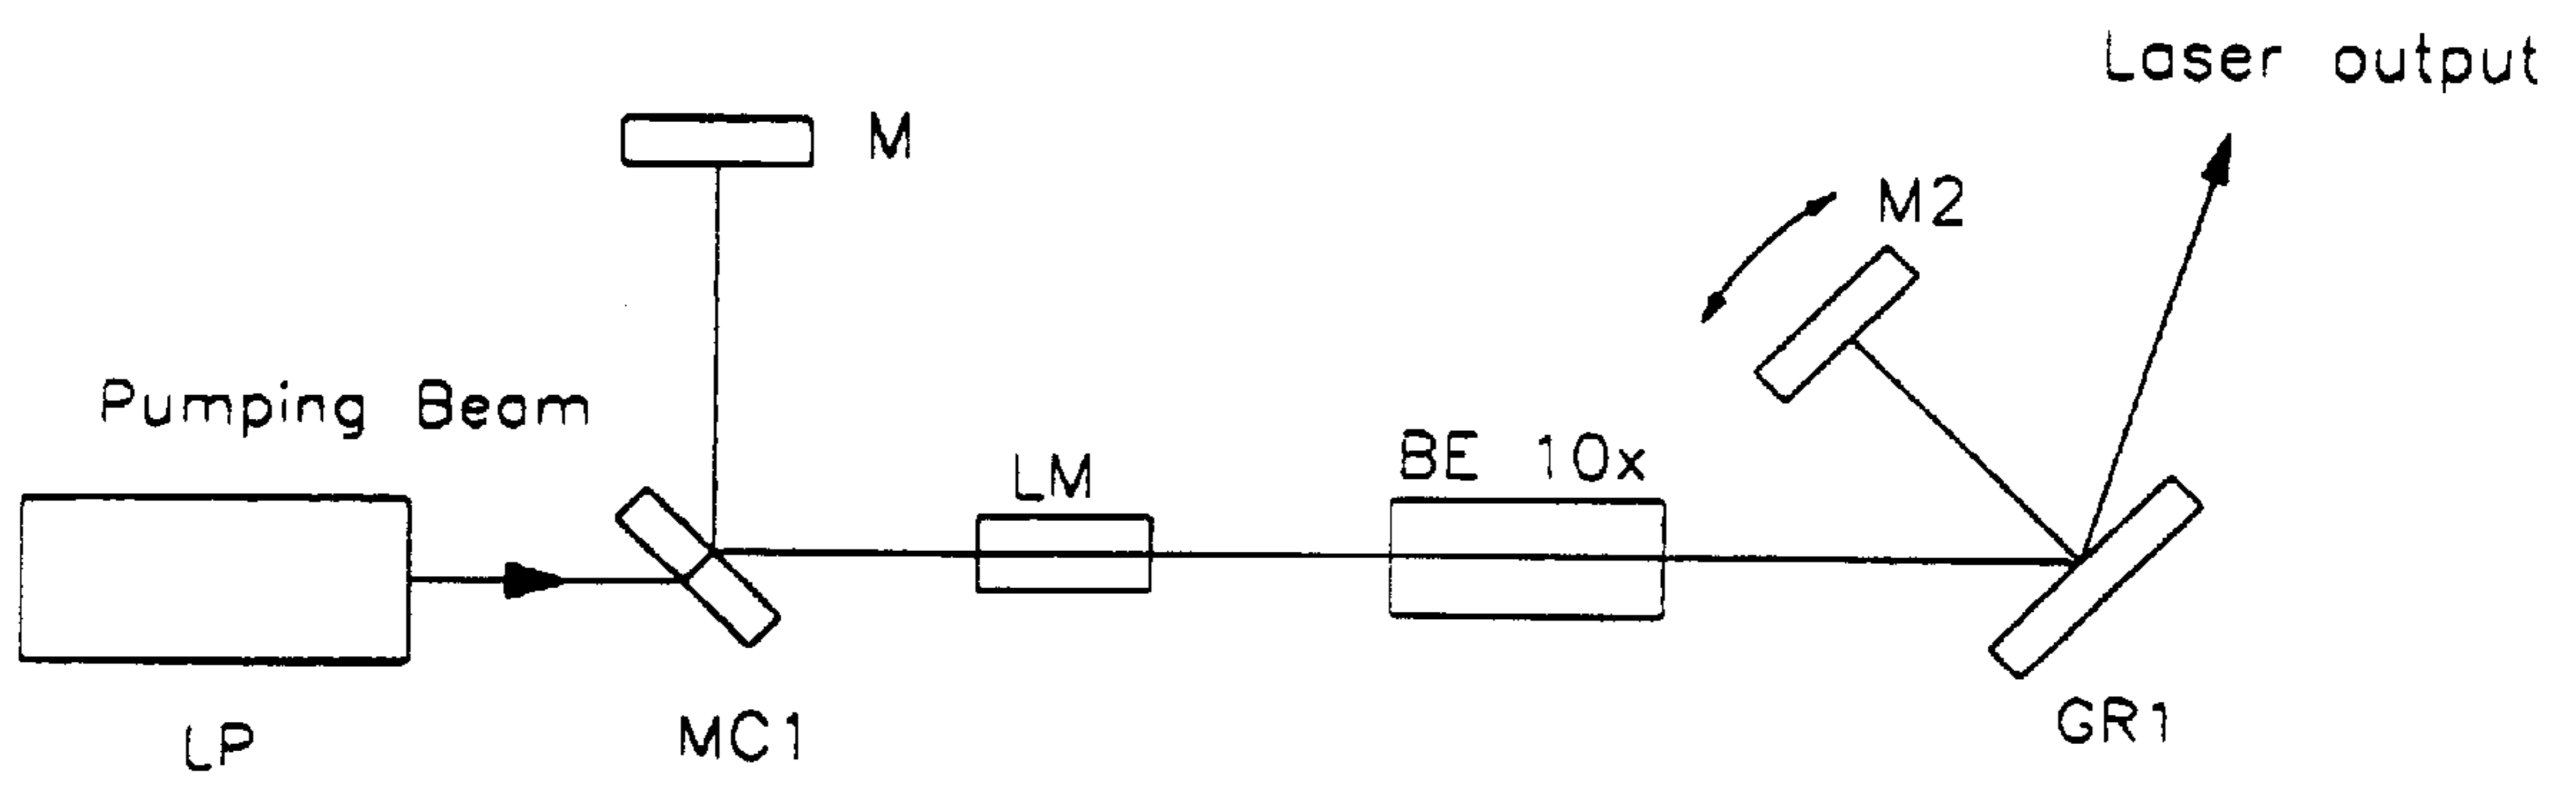 Laser output
M
M2
Pumping Beam
LM
BE 10x
LP
MC1
GR1